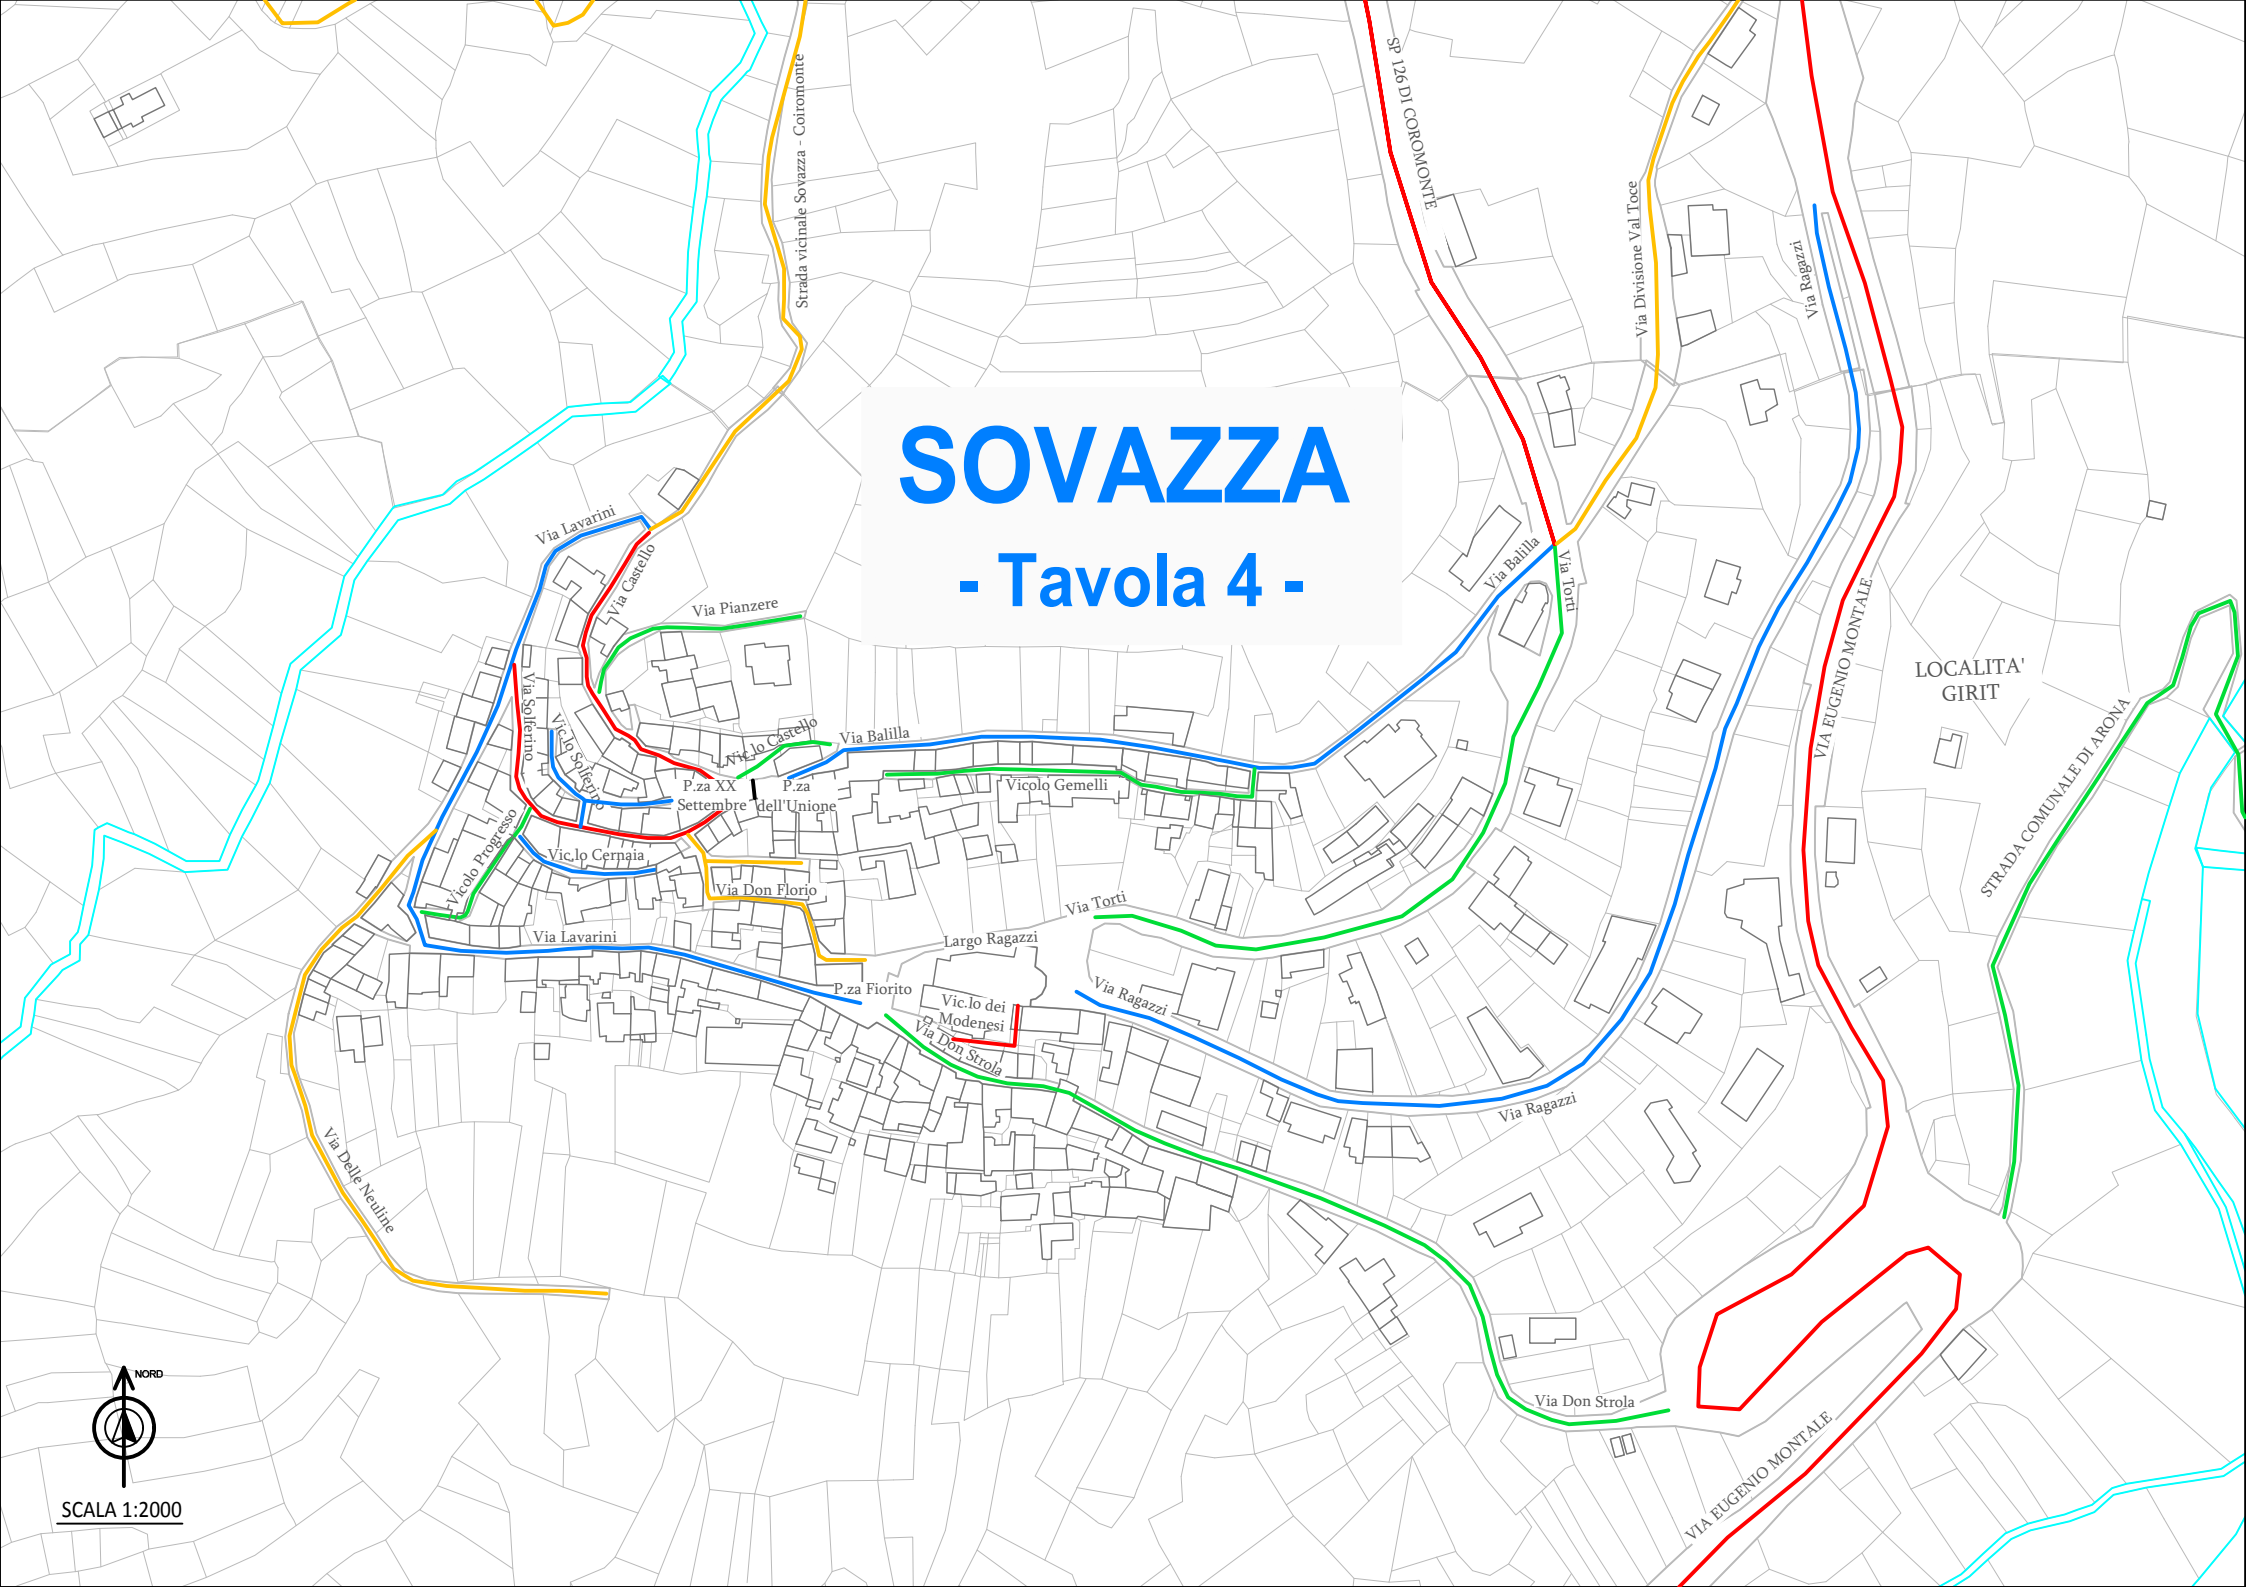 SP 126 DI COROMONTE
Strada vicinale Sovazza - Coiromonte
Via Divisione Val Toce
Via Ragazzi
SOVAZZA
- Tavola 4 -
Via Lavarini
Via Castello
Via Pianzere
Via Balilla
Via Torti
VIA EUGENIO MONTALE
LOCALITA'
GIRIT
STRADA COMUNALE DI ARONA
Via Solferino
Vic.lo Solferino
Vic.lo Castello
Via Balilla
P.za XX
Settembre
P.za
dell'Unione
Vicolo Gemelli
Vicolo Progresso
Vic.lo Cernaia
Via Don Florio
Via Torti
Via Lavarini
Largo Ragazzi
P.za Fiorito
Vic.lo dei
Modenesi
Via Ragazzi
Via Don Strola
Via Ragazzi
Via Delle Neuline
Via Don Strola
VIA EUGENIO MONTALE
NORD
SCALA 1:2000